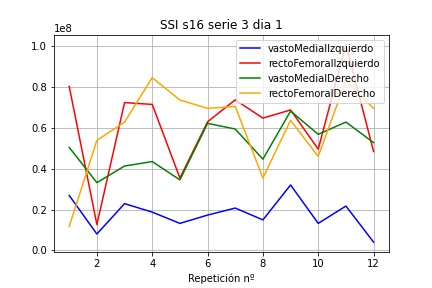 SSI s16 serie 3 dia 1
1e8
1.0
0.8
0.6
0.4
0.2
0.0
vastoMedialIzquierdo
rectoFemoralIzquierdo
vastoMedialDerecho
rectoFemoralDerecho
2 4 6 8 10 12
Repetición nº